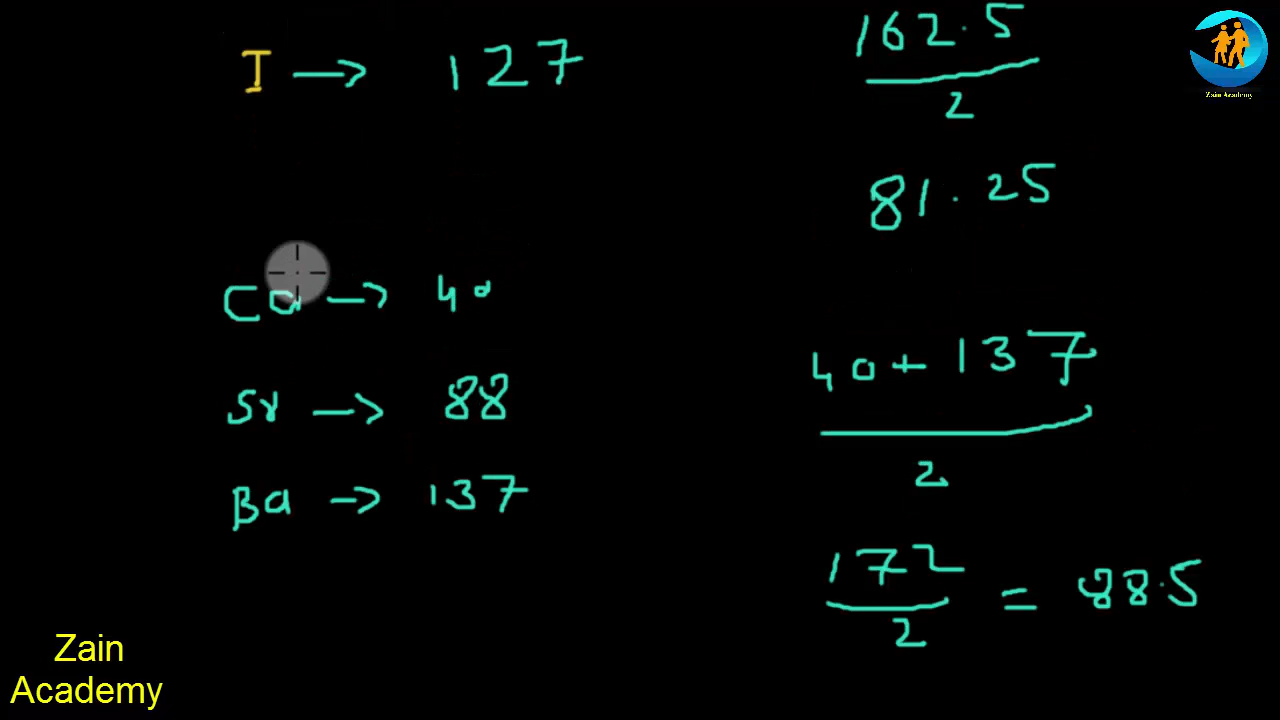 I → 127
162.5
2
81.25
Ca → 40
Sr → 88
Ba → 137
40+137
2
172
2
= 88.5
Zain
Academy
Zain Academy